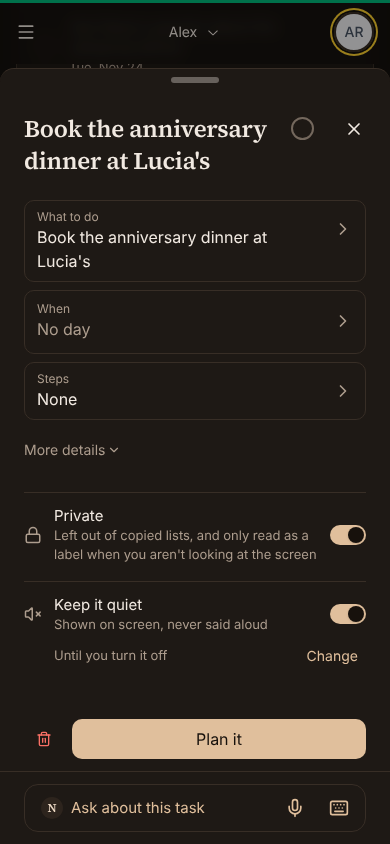 Alex
AR
Tue, Nov 24
Book the anniversary
dinner at Lucia's
What to do
Book the anniversary dinner at
Lucia's
When
No day
Steps
None
More details
Private
Left out of copied lists, and only read as a
label when you aren't looking at the screen
Keep it quiet
Shown on screen, never said aloud
Until you turn it off
Change
Plan it
N
Ask about this task